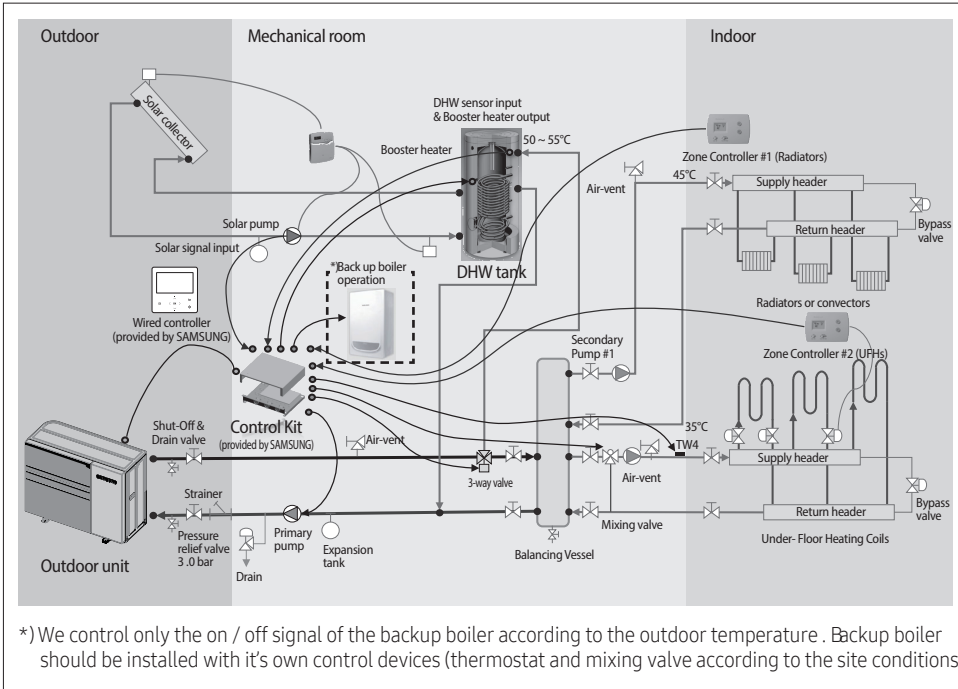 Outdoor
Mechanical room
Indoor
Solar collector
DHW sensor input
& Booster heater output
50 ~ 55°C
Booster heater
Zone Controller #1 (Radiators)
Air-vent
45°C
Supply header
Return header
Bypass
valve
Solar pump
Solar signal input
DHW tank
*)Back up boiler
operation
Wired controller
(provided by SAMSUNG)
Radiators or convectors
Secondary
Pump #1
Zone Controller #2 (UFHs)
Control Kit
(provided by SAMSUNG)
Shut-Off &
Drain valve
Air-vent
35°C
TW4
3-way valve
Air-vent
Supply header
Strainer
Mixing valve
Return header
Bypass
valve
Pressure
relief valve
3 .0 bar
Primary
pump
Expansion
tank
Balancing Vessel
Under- Floor Heating Coils
Outdoor unit
Drain
*) We control only the on / off signal of the backup boiler according to the outdoor temperature . Backup boiler
should be installed with it's own control devices (thermostat and mixing valve according to the site conditions